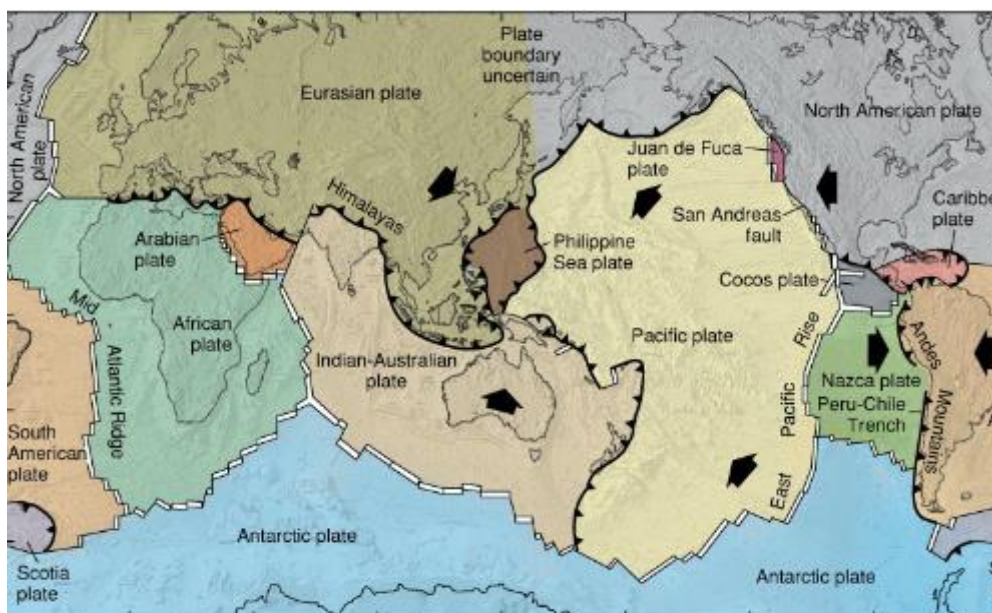 Plate
boundary
uncertain
Eurasian plate
North American
plate
North American plate
Juan de Fuca
plate
Himalayas
Caribbe
plate
San Andreas
fault
Arabian
plate
Philippine
Sea plate
Cocos plate
Mid
Atlantic Ridge
African
plate
Indian-Australian
plate
Pacific plate
East
Pacific
Rise
Nazca plate
Peru-Chile
Trench
Andes
Mountains
South
American
plate
Antarctic plate
Antarctic plate
Scotia
plate
S